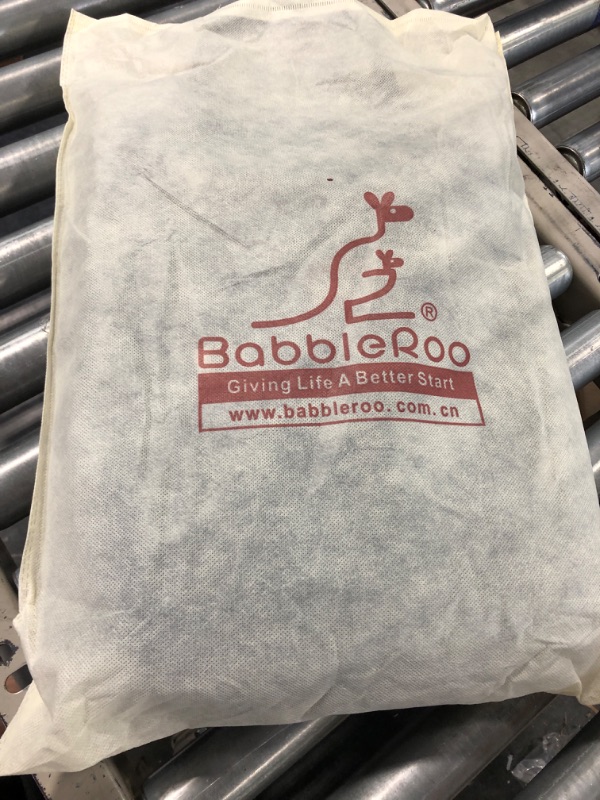 ®
BabbleRoo
Giving Life A Better Start
www.babbleroo.com.cn